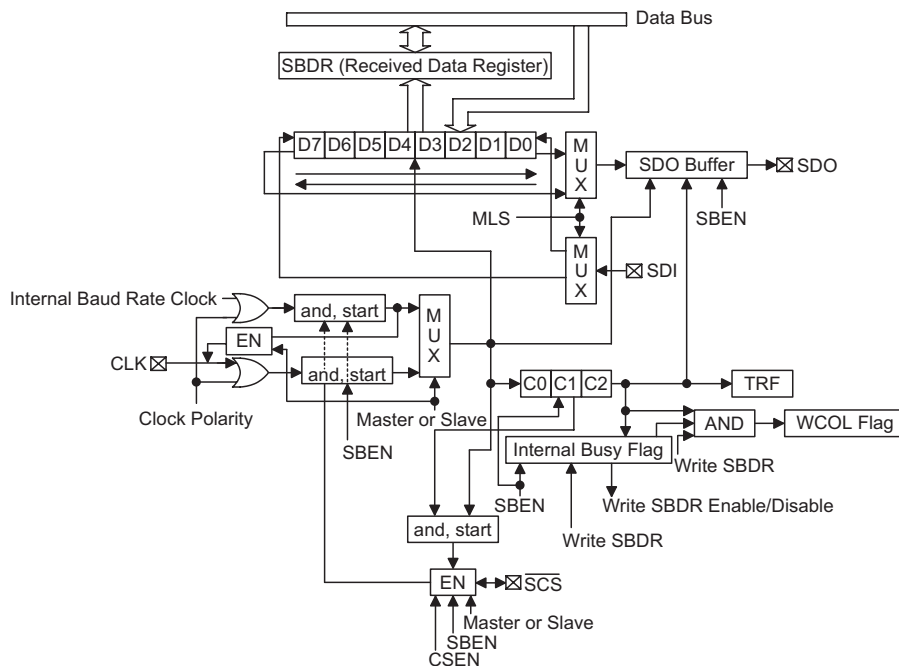 Data Bus
SBDR (Received Data Register)
D7 D6 D5 D4 D3 D2 D1 D0
MUX
SDO Buffer
SDO
MLS
SBEN
MUX
SDI
Internal Baud Rate Clock
and, start
MUX
EN
CLK
and, start
C0 C1 C2
TRF
Clock Polarity
Master or Slave
AND
WCOL Flag
SBEN
Internal Busy Flag
Write SBDR
SBEN
Write SBDR Enable/Disable
and, start
Write SBDR
EN
SCS
Master or Slave
SBEN
CSEN